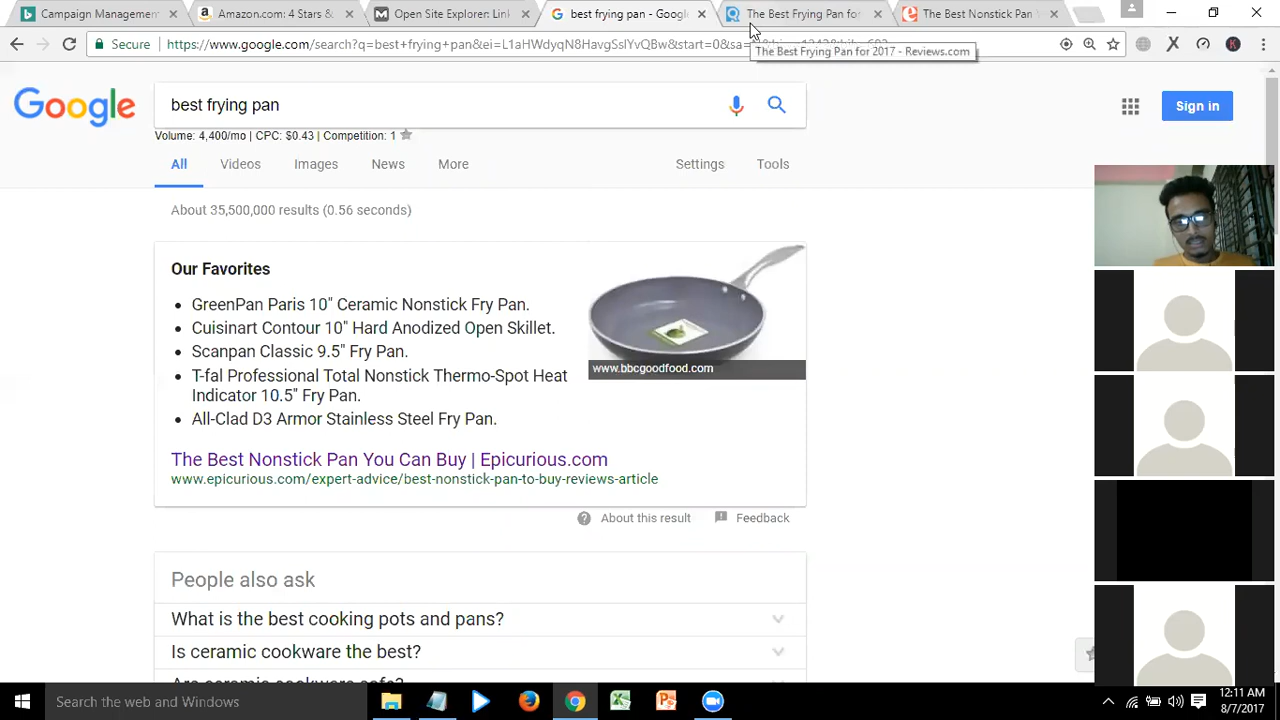 Campaign Management
Amazon.com: 4 Stars &
Open Site Explorer: Link
best frying pan - Google
The Best Frying Pan for
The Best Nonstick Pan
Secure
https://www.google.com/search?q=best+frying+pan&ei=L1aHWdyqN8HavgSslYvQBw&start=0&sa=
The Best Frying Pan for 2017 - Reviews.com
Google
best frying pan
Sign in
Volume: 4,400/mo | CPC: $0.43 | Competition: 1
All
Videos
Images
News
More
Settings
Tools
About 35,500,000 results (0.56 seconds)
Our Favorites
GreenPan Paris 10" Ceramic Nonstick Fry Pan.
Cuisinart Contour 10" Hard Anodized Open Skillet.
Scanpan Classic 9.5" Fry Pan.
T-fal Professional Total Nonstick Thermo-Spot Heat
Indicator 10.5" Fry Pan.
All-Clad D3 Armor Stainless Steel Fry Pan.
www.bbcgoodfood.com
The Best Nonstick Pan You Can Buy | Epicurious.com
www.epicurious.com/expert-advice/best-nonstick-pan-to-buy-reviews-article
About this result
Feedback
People also ask
What is the best cooking pots and pans?
Is ceramic cookware the best?
Are ceramic cookware safe?
Search the web and Windows
12:11 AM
8/7/2017